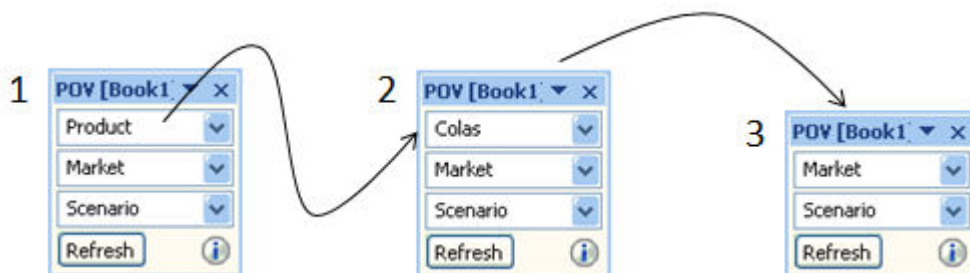 1
POV [Book1]
Product
Market
Scenario
Refresh
2
POV [Book1]
Colas
Market
Scenario
Refresh
3
POV [Book1]
Market
Scenario
Refresh